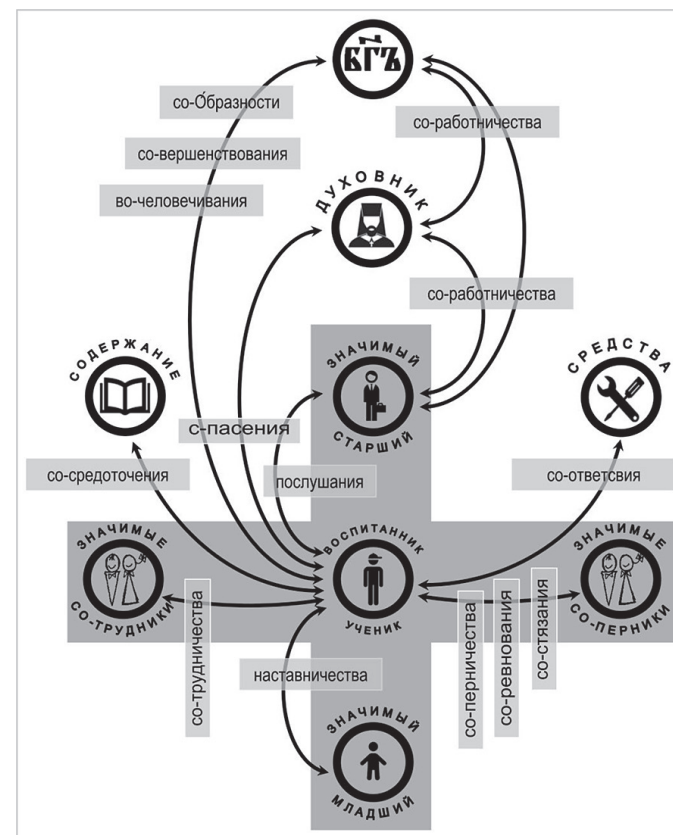 БГЪ
со-О́бразности
со-работничества
со-вершенствования
во-человечивания
ДУХОВНИК
со-работничества
СОДЕРЖАНИЕ
ЗНАЧИМЫЙ
СТАРШИЙ
СРЕДСТВА
с-пасения
со-средоточения
послушания
со-ответсвия
ЗНАЧИМЫЕ
СО-ТРУДНИКИ
ВОСПИТАННИК
УЧЕНИК
ЗНАЧИМЫЕ
СО-ПЕРНИКИ
со-трудничества
со-перничества
со-ревнования
со-стязания
наставничества
ЗНАЧИМЫЙ
МЛАДШИЙ